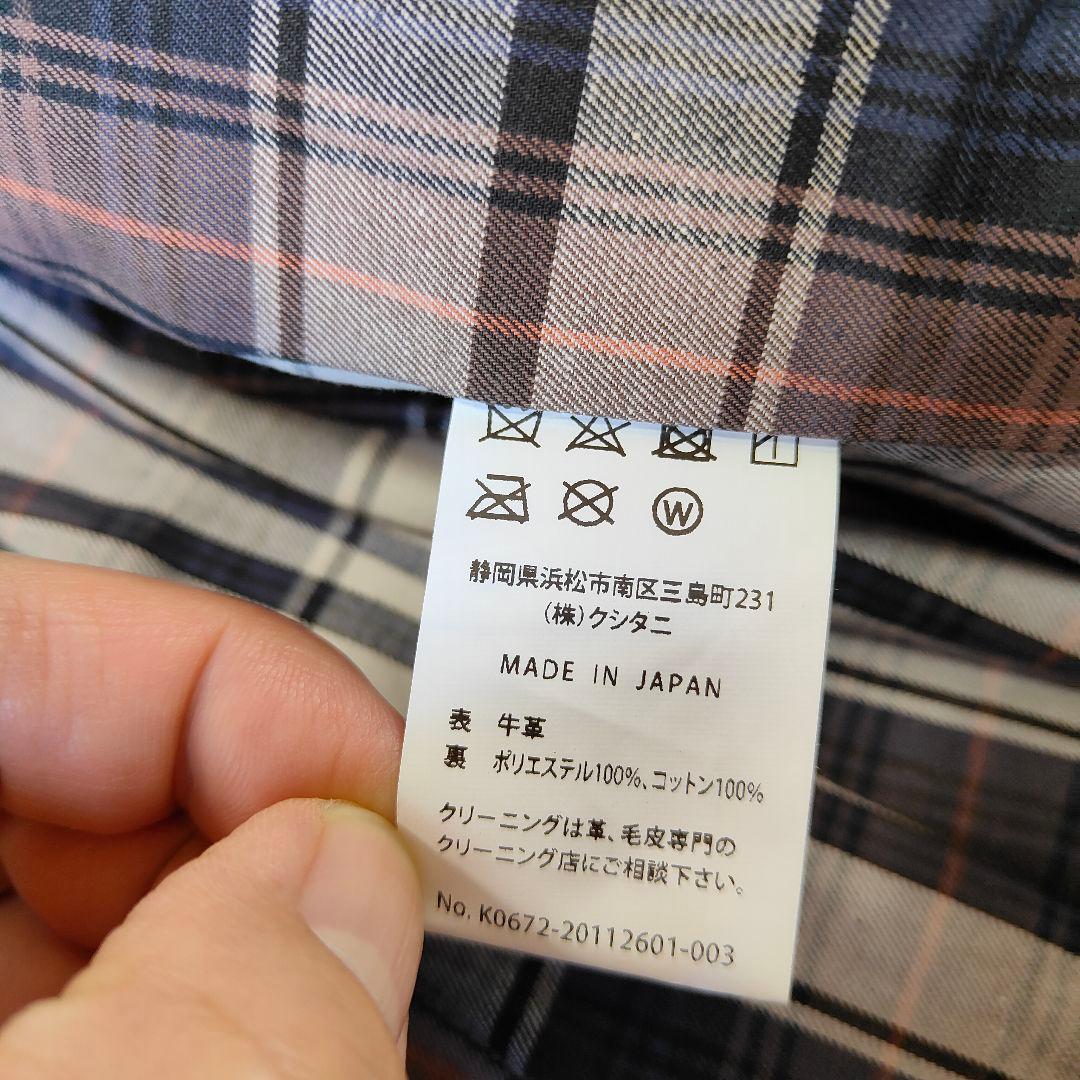 W
静岡県浜松市南区三島町231
(株)クシタニ
MADE IN JAPAN
表 牛革
裏 ポリエステル100%、コットン100%
クリーニングは革、毛皮専門の
クリーニング店にご相談下さい。
No. K0672-20112601-003